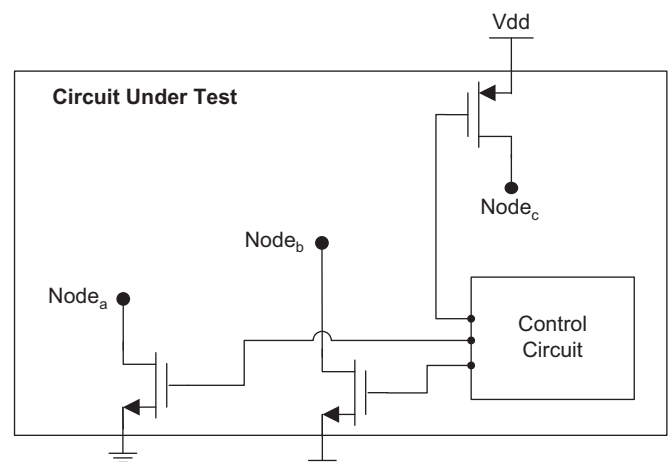 Vdd
Circuit Under Test
Node_c
Node_b
Node_a
Control
Circuit